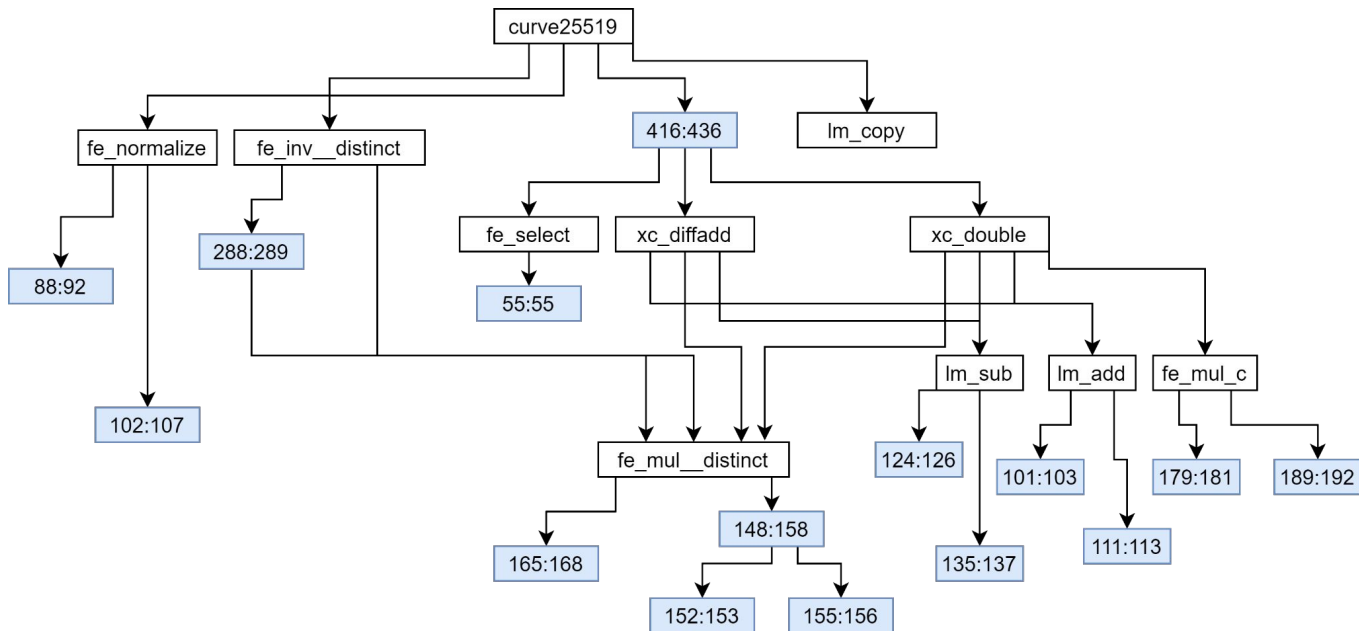 curve25519
416:436
lm_copy
fe_normalize
fe_inv__distinct
fe_select
xc_diffadd
xc_double
288:289
88:92
55:55
lm_sub
lm_add
fe_mul_c
102:107
fe_mul__distinct
124:126
101:103
179:181
189:192
148:158
111:113
165:168
135:137
152:153
155:156